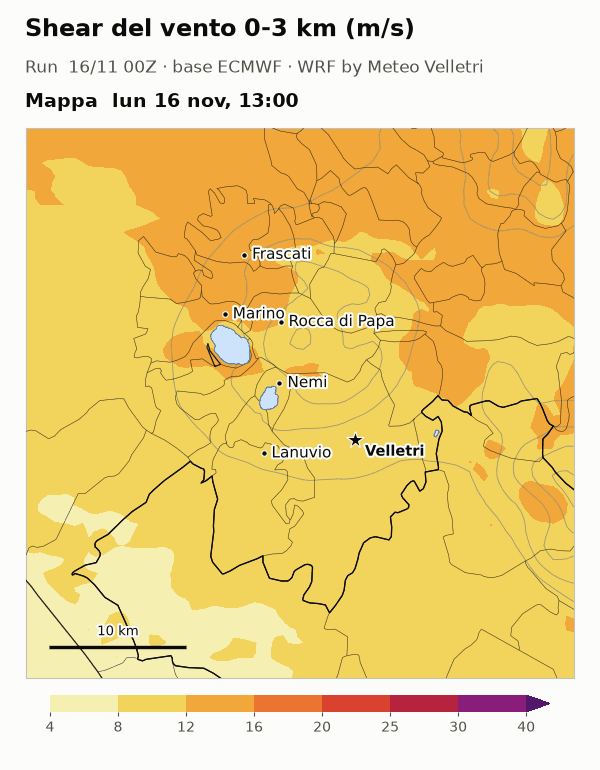 Shear del vento 0-3 km (m/s)
Run  16/11 00Z · base ECMWF · WRF by Meteo Velletri
Mappa  lun 16 nov, 13:00
Frascati
Marino
Rocca di Papa
Nemi
Velletri
Lanuvio
10 km
4 8 12 16 20 25 30 40